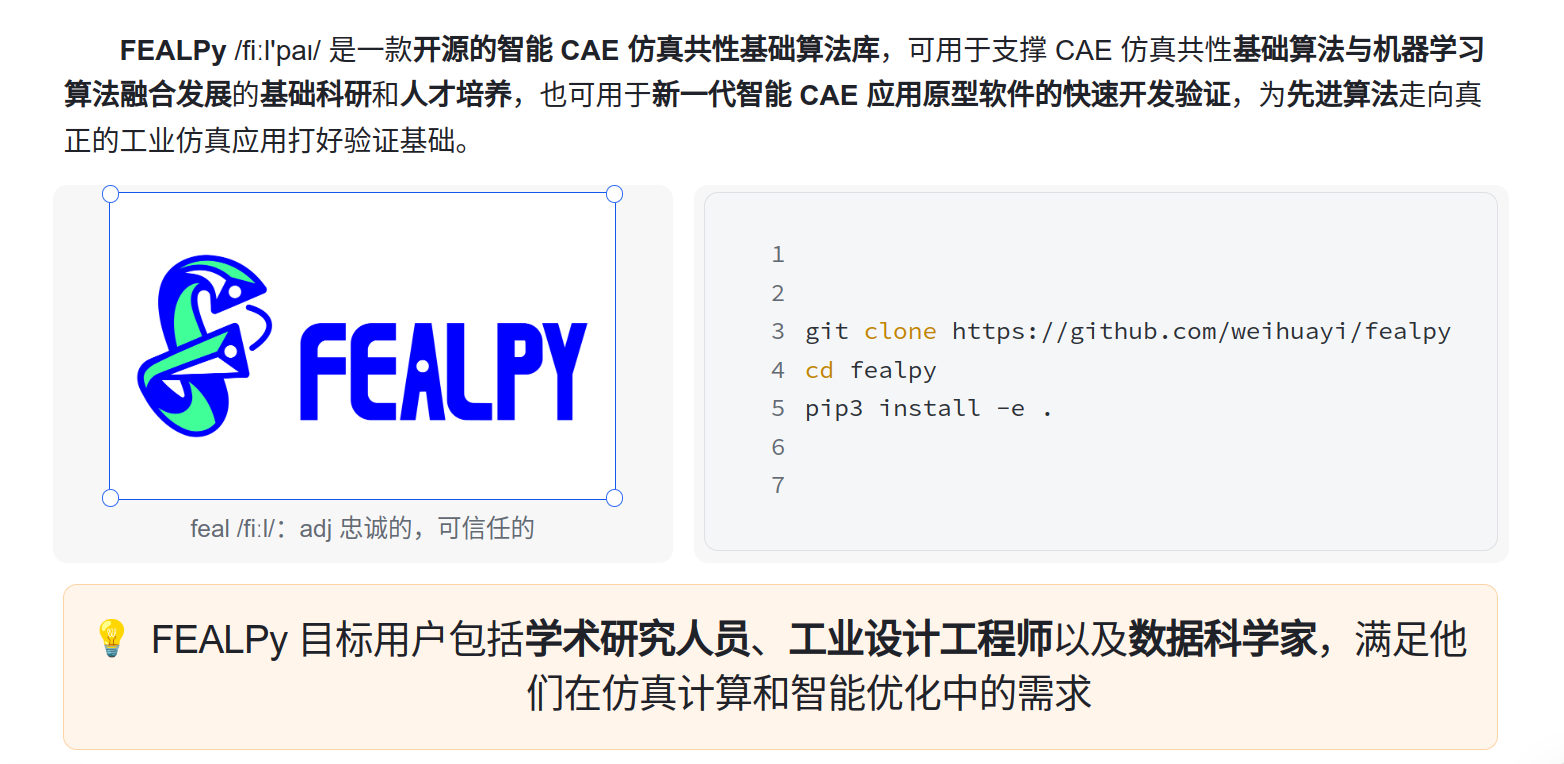 FEALPy /fiːl'paɪ/ 是一款开源的智能 CAE 仿真共性基础算法库，可用于支撑 CAE 仿真共性基础算法与机器学习
算法融合发展的基础科研和人才培养，也可用于新一代智能 CAE 应用原型软件的快速开发验证，为先进算法走向真
正的工业仿真应用打好验证基础。
FEALPY
feal /fiːl/：adj 忠诚的，可信任的
1
2
3 git clone https://github.com/weihuayi/fealpy
4 cd fealpy
5 pip3 install -e .
6
7
💡 FEALPy 目标用户包括学术研究人员、工业设计工程师以及数据科学家，满足他
们在仿真计算和智能优化中的需求